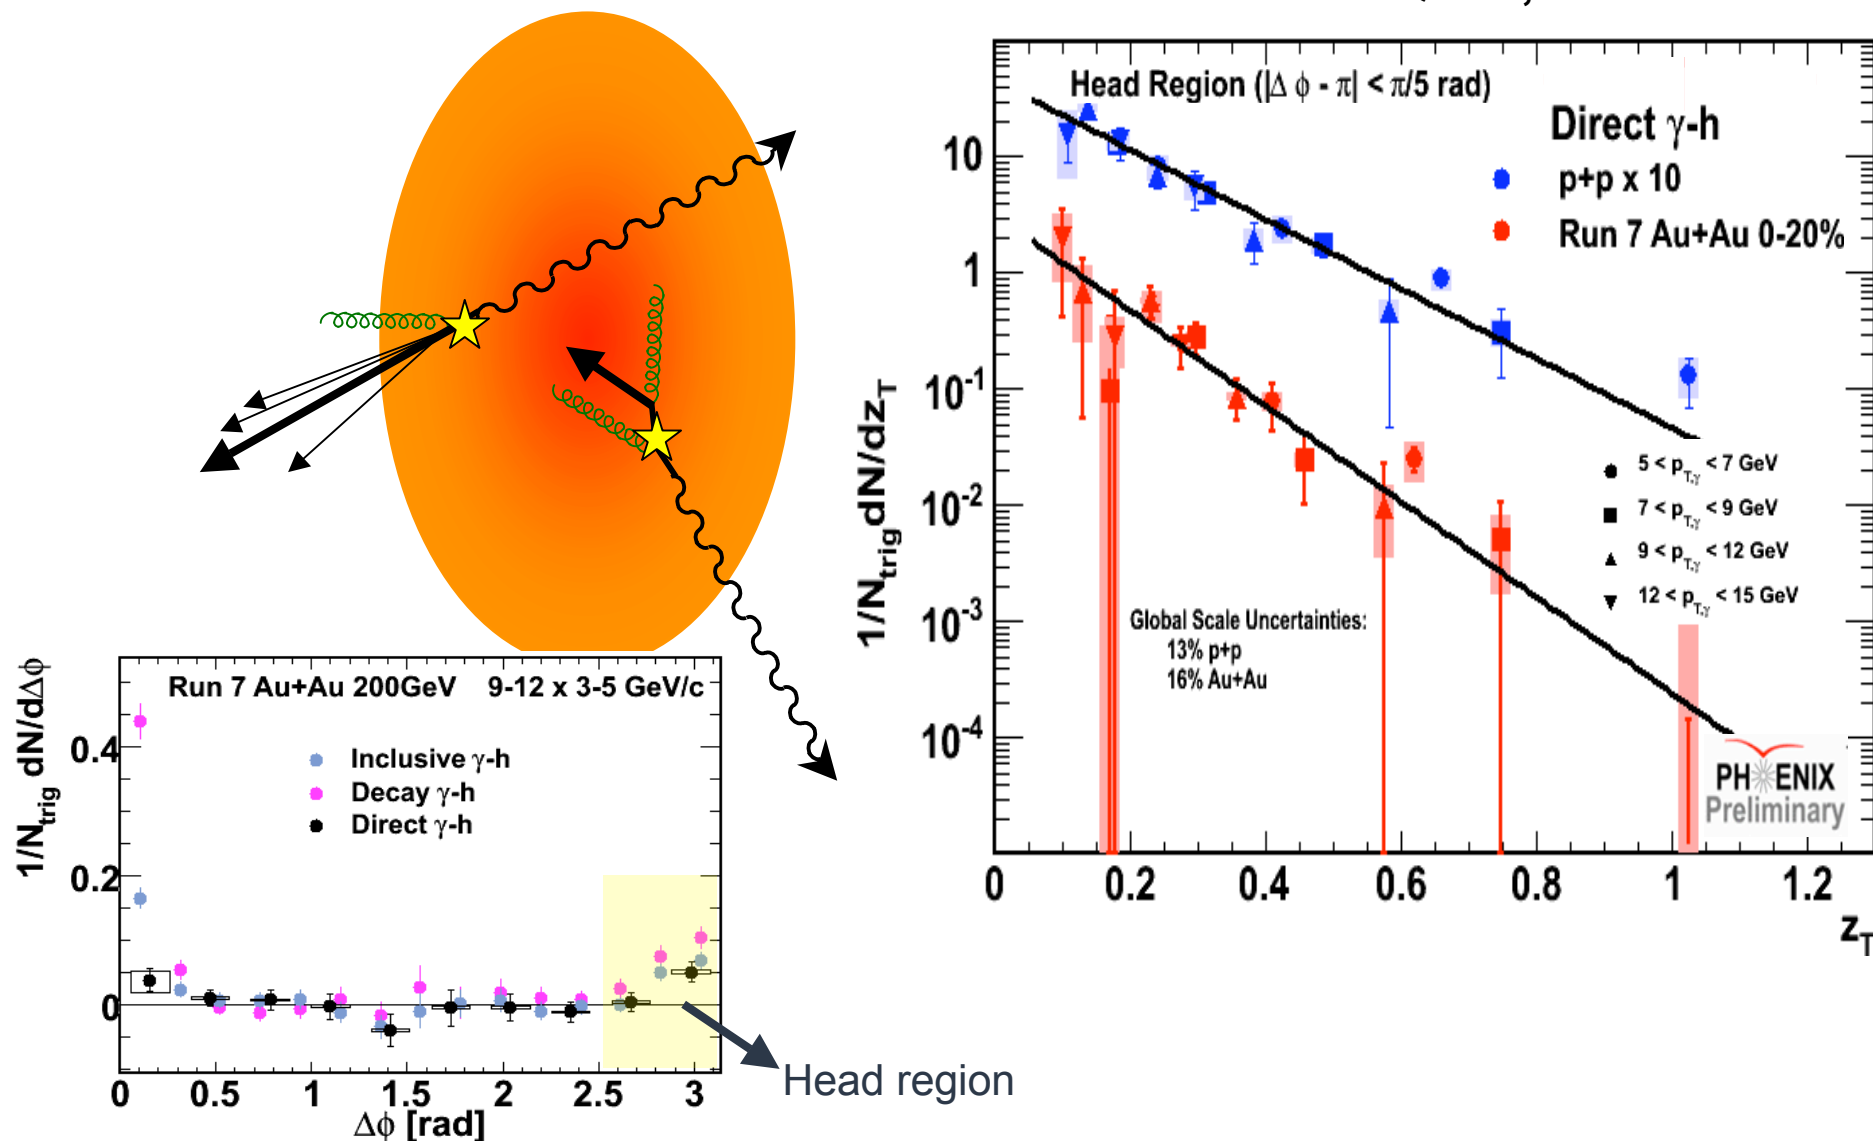 Head Region (|Δ ϕ - π| < π/5 rad)
Direct γ-h
p+p x 10
Run 7 Au+Au 0-20%
10
1
10⁻¹
10⁻²
10⁻³
10⁻⁴
1/N_trig dN/dz_T
5 < p_T,γ < 7 GeV
7 < p_T,γ < 9 GeV
9 < p_T,γ < 12 GeV
12 < p_T,γ < 15 GeV
Global Scale Uncertainties:
13% p+p
16% Au+Au
PHENIX
Preliminary
0 0.2 0.4 0.6 0.8 1 1.2
z_T
Run 7 Au+Au 200GeV 9-12 x 3-5 GeV/c
Inclusive γ-h
Decay γ-h
Direct γ-h
0.4
0.2
0
1/N_trig dN/dΔϕ
0 0.5 1 1.5 2 2.5 3
Δϕ [rad]
Head region